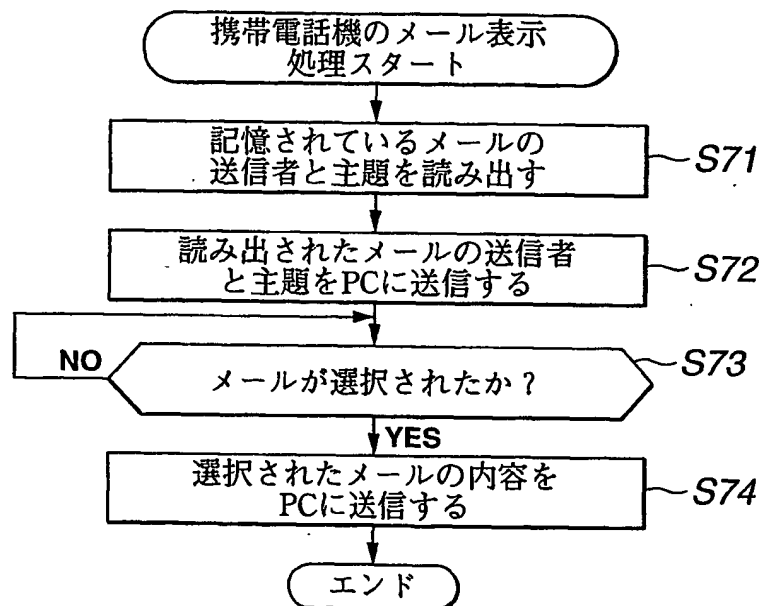 携帯電話機のメール表示
処理スタート
記憶されているメールの
送信者と主題を読み出す
S71
読み出されたメールの送信者
と主題をPCに送信する
S72
NO
メールが選択されたか？
S73
YES
選択されたメールの内容を
PCに送信する
S74
エンド